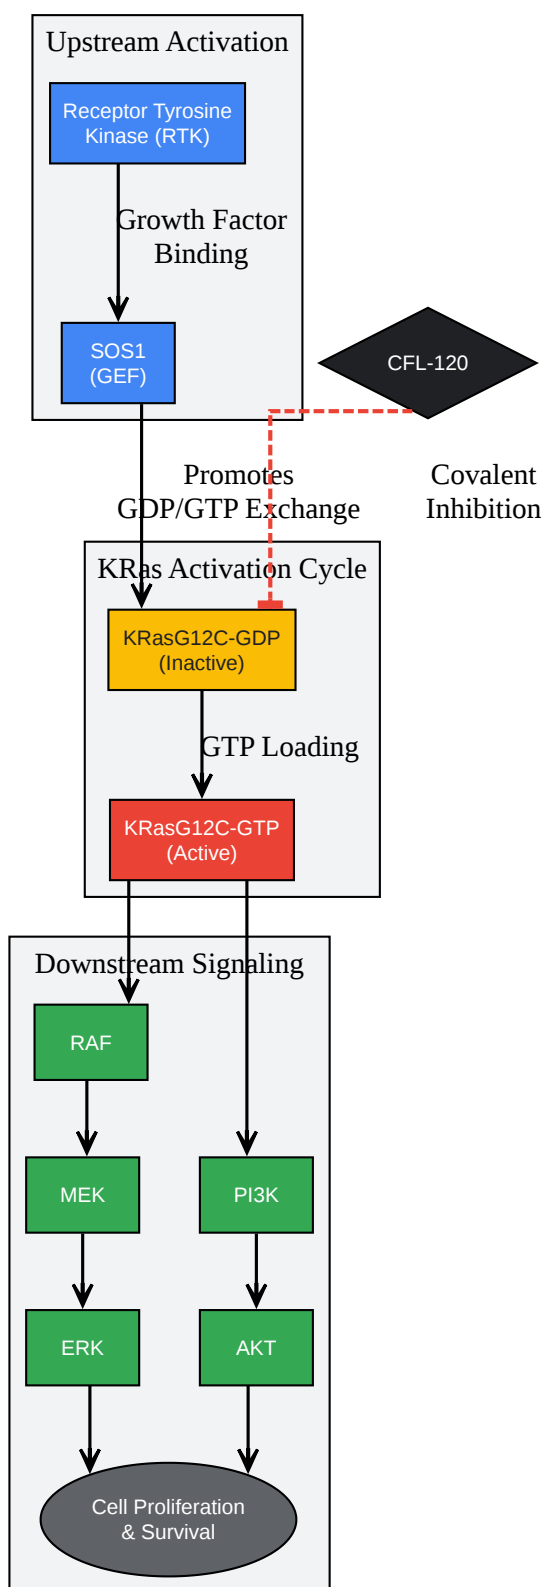 Upstream Activation
Receptor Tyrosine
Kinase (RTK)
Growth Factor
Binding
SOS1
(GEF)
CFL-120
Promotes
GDP/GTP Exchange
Covalent
Inhibition
KRas Activation Cycle
KRasG12C-GDP
(Inactive)
GTP Loading
KRasG12C-GTP
(Active)
Downstream Signaling
RAF
MEK
PI3K
ERK
AKT
Cell Proliferation
& Survival